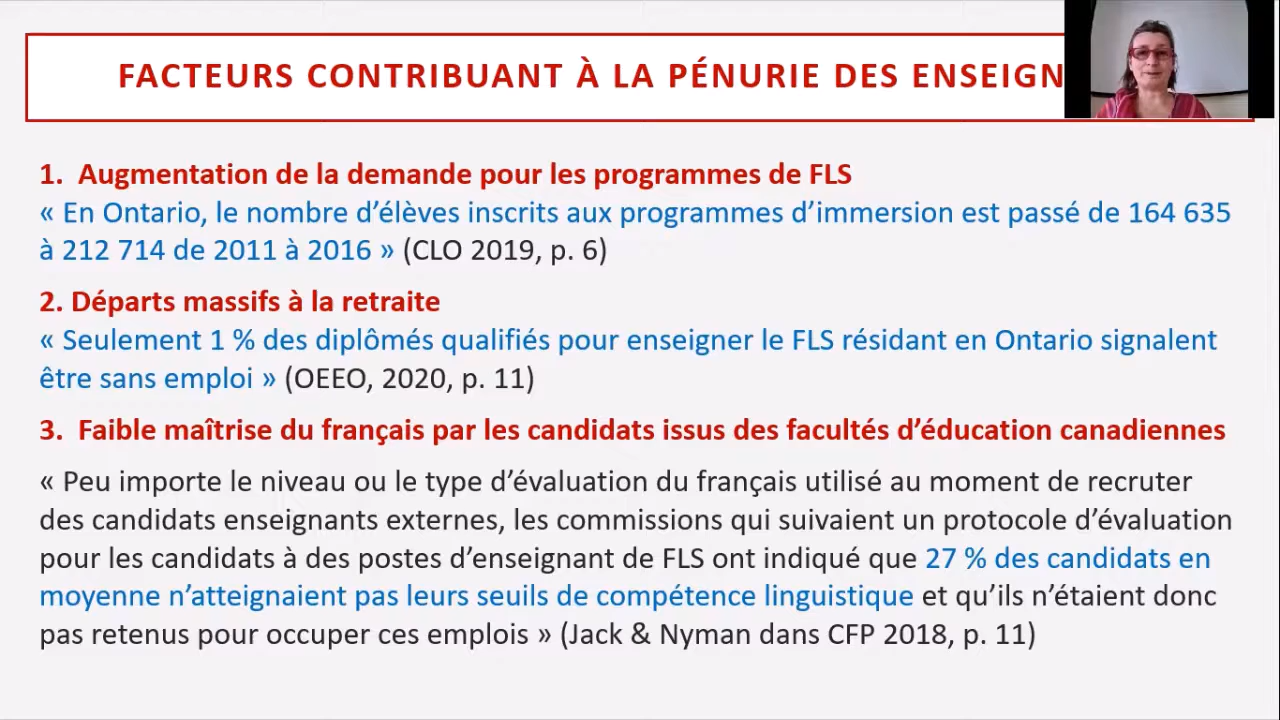 FACTEURS CONTRIBUANT À LA PÉNURIE DES ENSEIGN
1. Augmentation de la demande pour les programmes de FLS
« En Ontario, le nombre d’élèves inscrits aux programmes d’immersion est passé de 164 635
à 212 714 de 2011 à 2016 » (CLO 2019, p. 6)
2. Départs massifs à la retraite
« Seulement 1 % des diplômés qualifiés pour enseigner le FLS résidant en Ontario signalent
être sans emploi » (OEEO, 2020, p. 11)
3. Faible maîtrise du français par les candidats issus des facultés d’éducation canadiennes
« Peu importe le niveau ou le type d’évaluation du français utilisé au moment de recruter
des candidats enseignants externes, les commissions qui suivaient un protocole d’évaluation
pour les candidats à des postes d’enseignant de FLS ont indiqué que 27 % des candidats en
moyenne n’atteignaient pas leurs seuils de compétence linguistique et qu’ils n’étaient donc
pas retenus pour occuper ces emplois » (Jack & Nyman dans CFP 2018, p. 11)